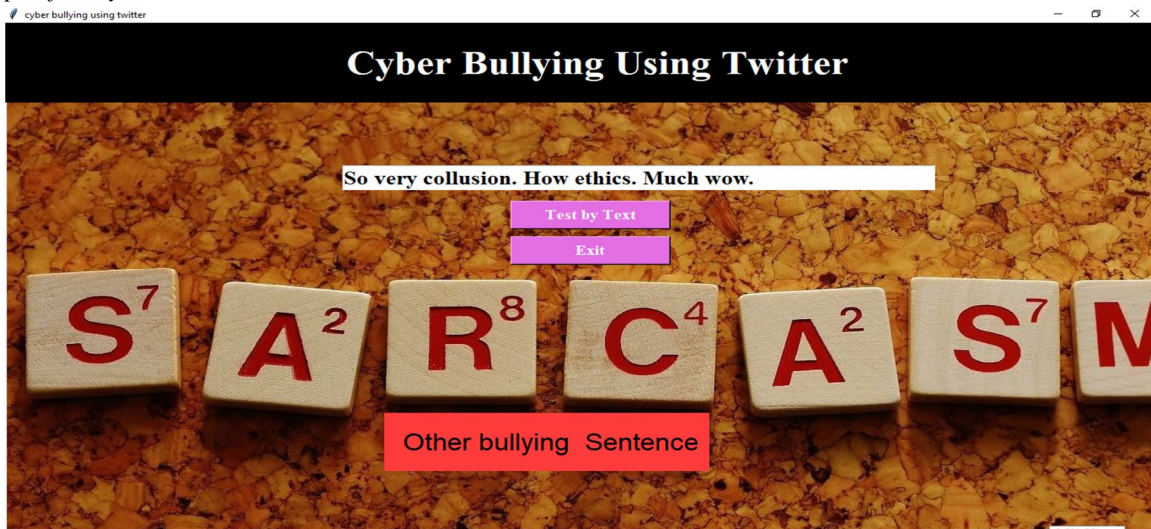 cyber bullying using twitter
Cyber Bullying Using Twitter
So very collusion. How ethics. Much wow.
Test by Text
Exit
S7 A2 R8 C4 A2 S7 M
Other bullying  Sentence